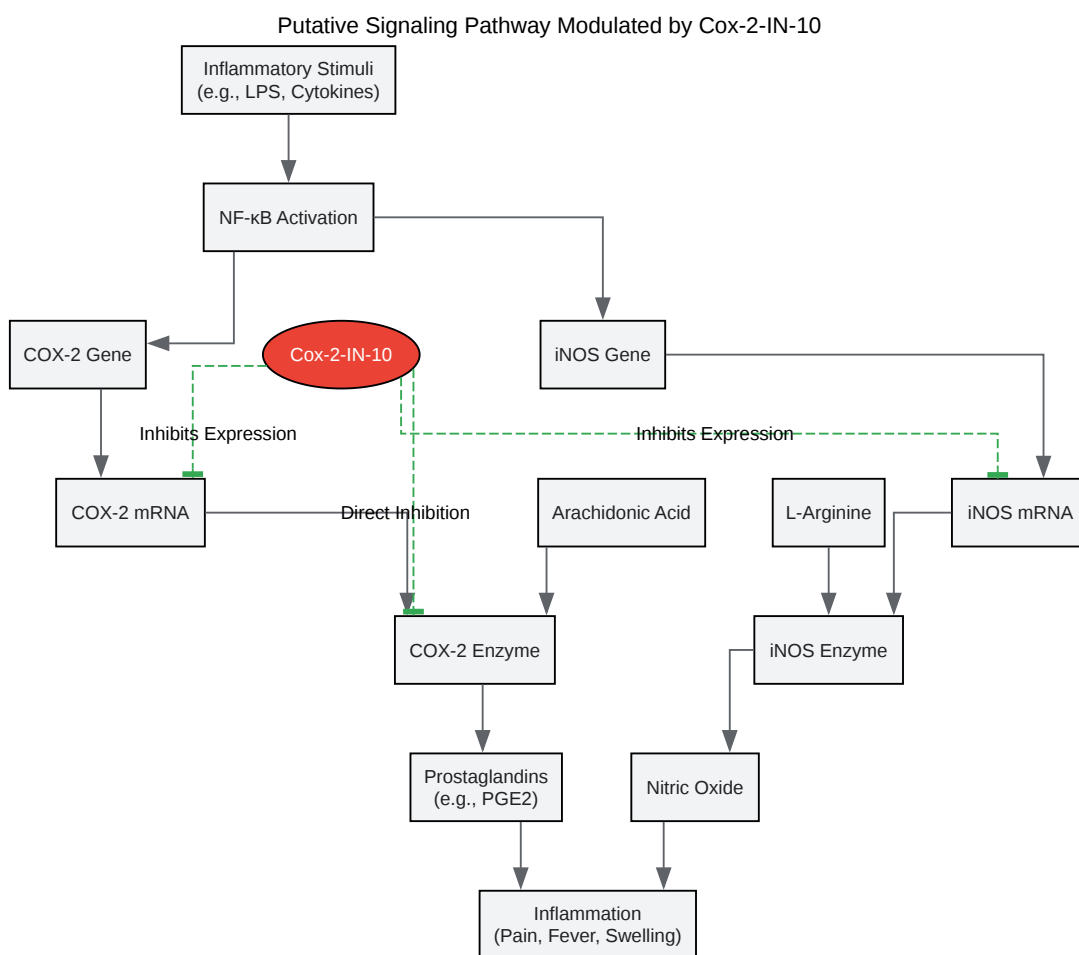 Putative Signaling Pathway Modulated by Cox-2-IN-10
Inflammatory Stimuli
(e.g., LPS, Cytokines)
NF-κB Activation
COX-2 Gene
Cox-2-IN-10
iNOS Gene
Inhibits Expression
Inhibits Expression
COX-2 mRNA
Direct Inhibition
Arachidonic Acid
L-Arginine
iNOS mRNA
COX-2 Enzyme
iNOS Enzyme
Prostaglandins
(e.g., PGE2)
Nitric Oxide
Inflammation
(Pain, Fever, Swelling)